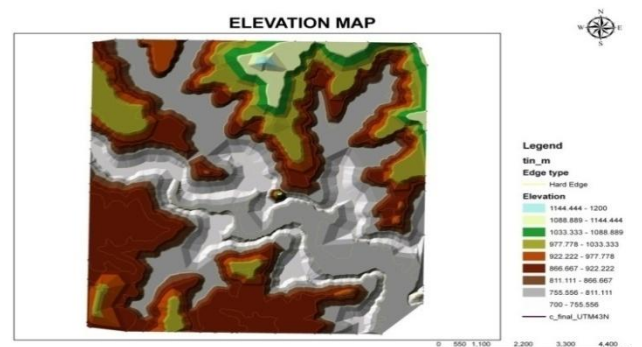 ELEVATION MAP
N
W E
S
Legend
tin_m
Edge type
Hard Edge
Elevation
1144.444 - 1200
1088.889 - 1144.444
1033.333 - 1088.889
977.778 - 1033.333
922.222 - 977.778
866.667 - 922.222
811.111 - 866.667
755.556 - 811.111
700 - 755.556
c_final_UTM43N
0 550 1,100 2,200 3,300 4,400